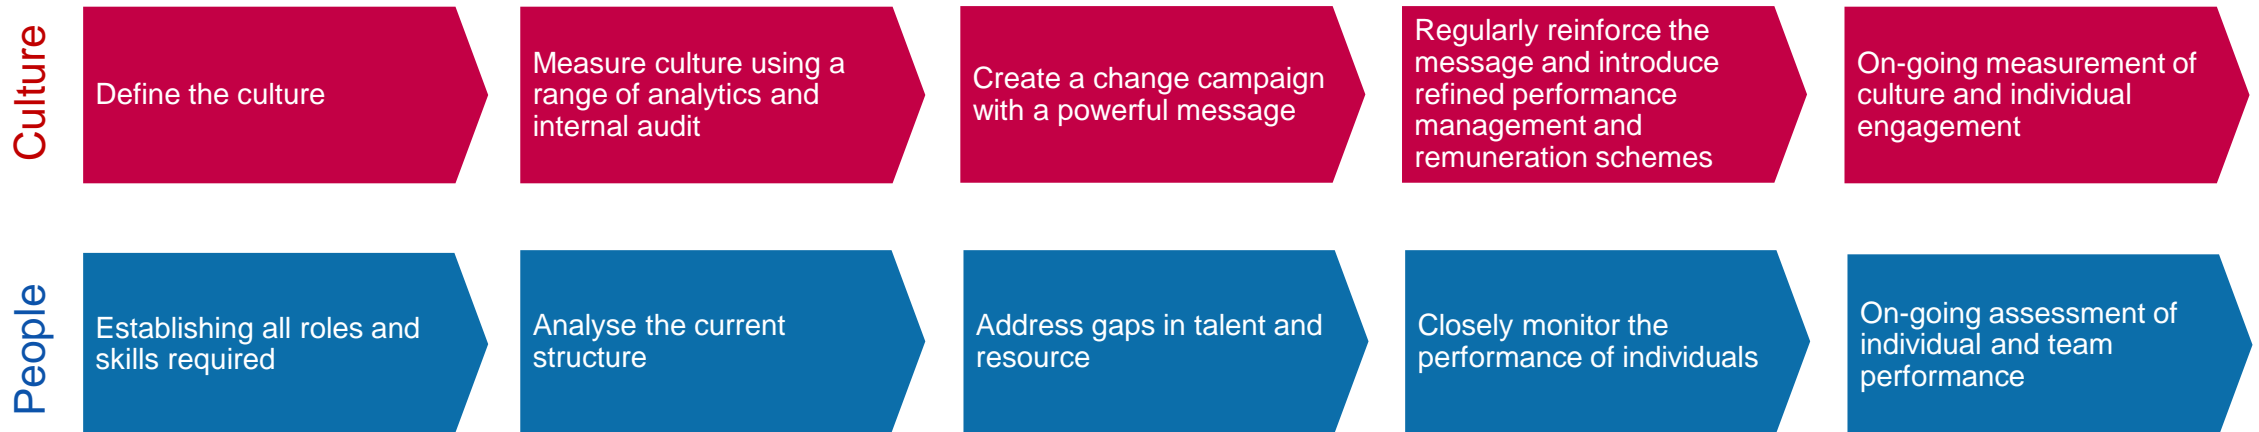 Culture
Define the culture
Measure culture using a
range of analytics and
internal audit
Create a change campaign
with a powerful message
Regularly reinforce the
message and introduce
refined performance
management and
remuneration schemes
On-going measurement of
culture and individual
engagement
People
Establishing all roles and
skills required
Analyse the current
structure
Address gaps in talent and
resource
Closely monitor the
performance of individuals
On-going assessment of
individual and team
performance